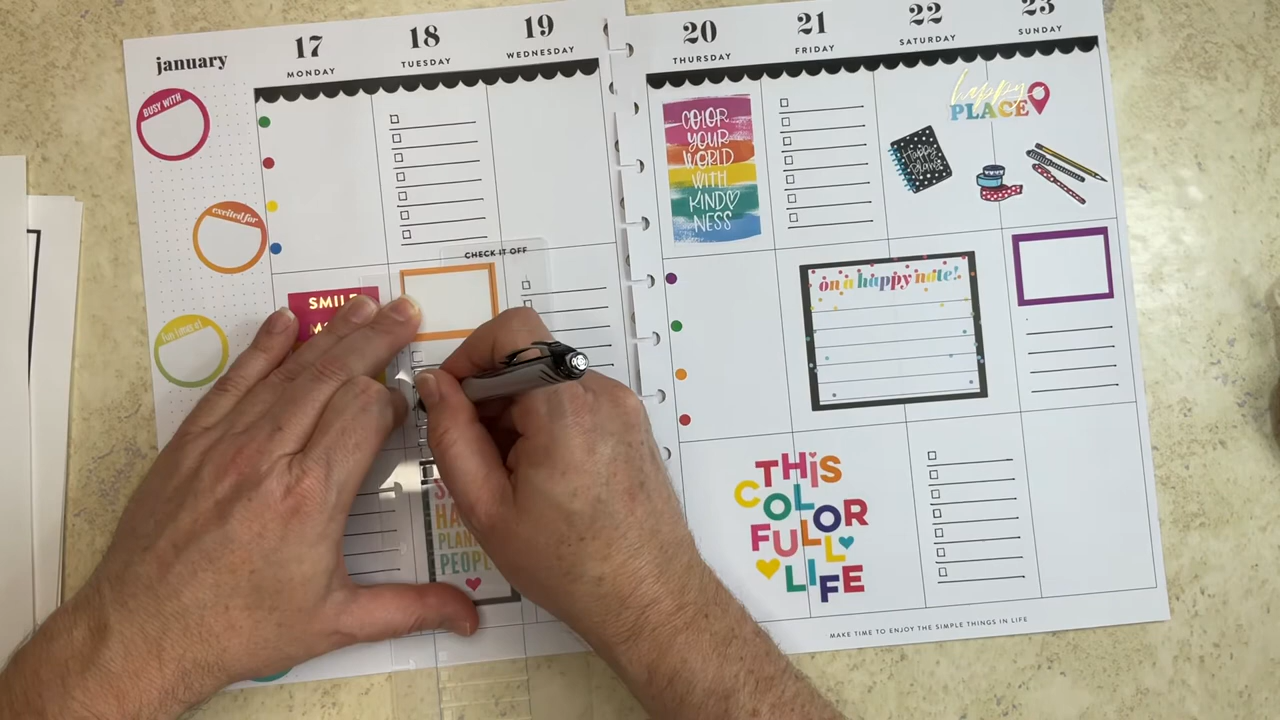 january
17
MONDAY
18
TUESDAY
19
WEDNESDAY
20
THURSDAY
21
FRIDAY
22
SATURDAY
23
SUNDAY
BUSY WITH
excited for
COLOR
YOUR
WORLD
WITH
KIND
NESS
happy
PLACE
happy
CHECK IT OFF
SMILE
on a happy note!
PLAN
PEOPLE
THiS
COLOR
FULL
LIFE
MAKE TIME TO ENJOY THE SIMPLE THINGS IN LIFE